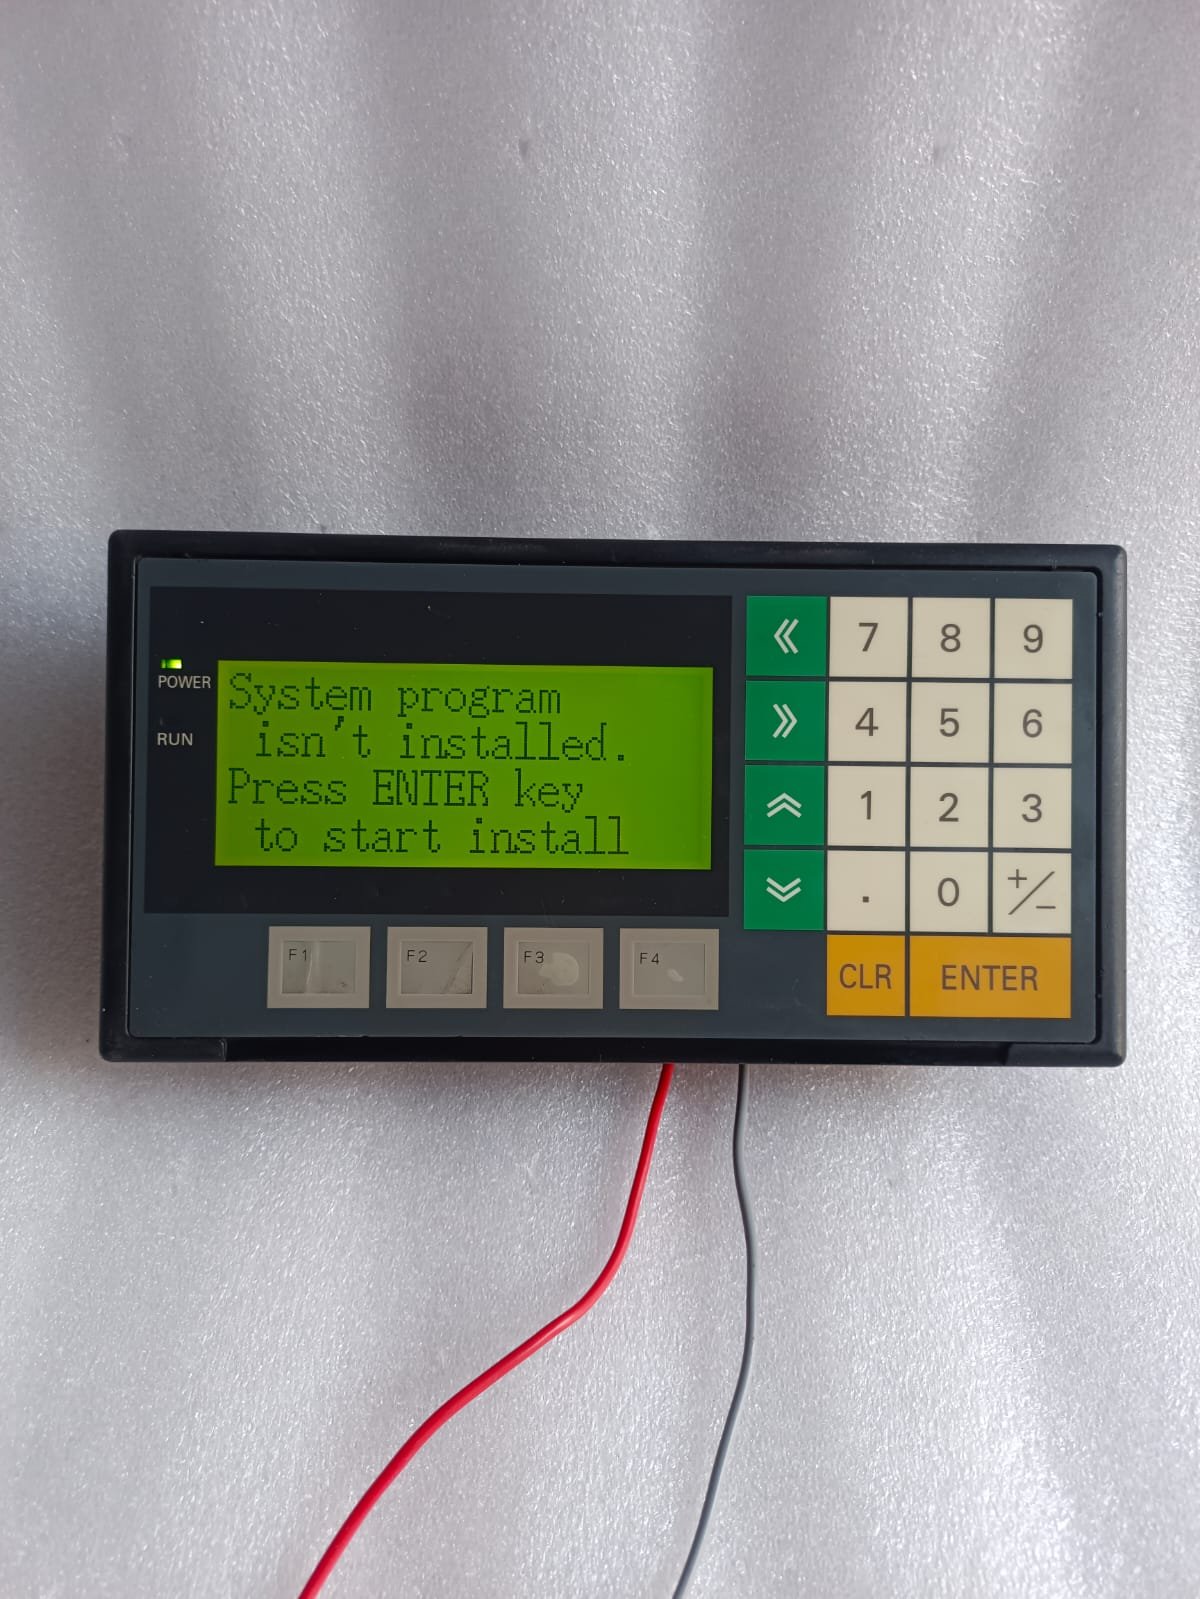 POWER
RUN
System program
isn't installed.
Press ENTER key
to start install
F1 F2 F3 F4
« 7 8 9
» 4 5 6
1 2 3
. 0 +/-
CLR ENTER